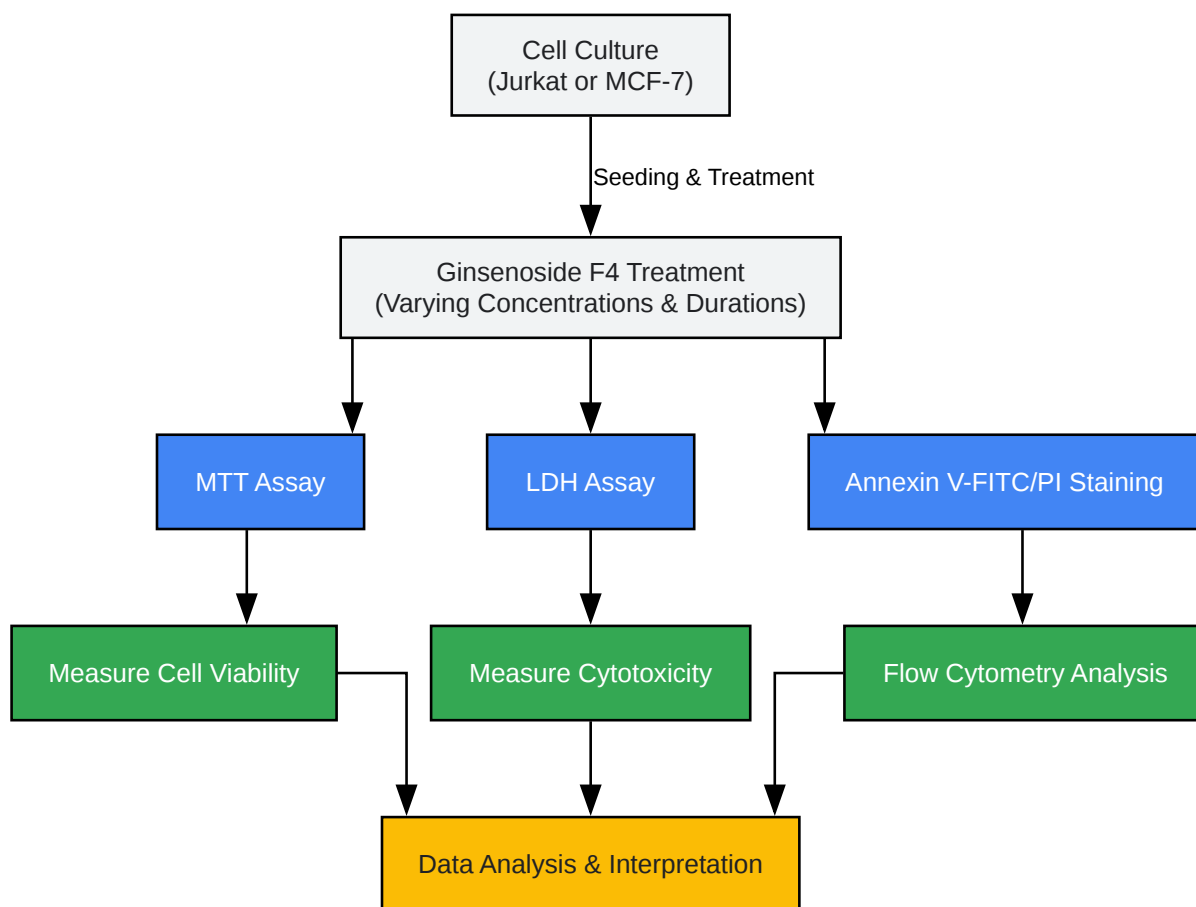 Cell Culture
(Jurkat or MCF-7)
Seeding & Treatment
Ginsenoside F4 Treatment
(Varying Concentrations & Durations)
MTT Assay
LDH Assay
Annexin V-FITC/PI Staining
Measure Cell Viability
Measure Cytotoxicity
Flow Cytometry Analysis
Data Analysis & Interpretation